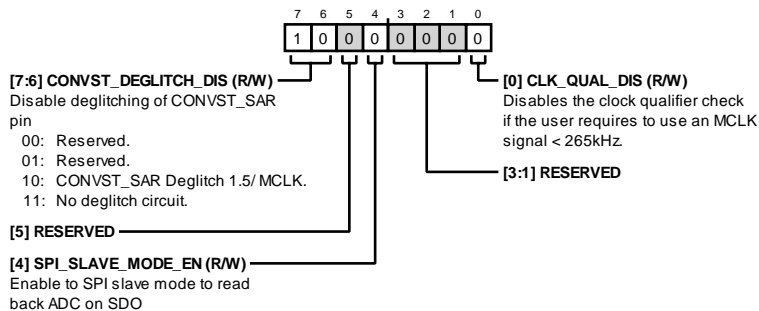 7 6 5 4 3 2 1 0
1 0 0 0 0 0 0 0
[7:6] CONVST_DEGLITCH_DIS (R/W)
Disable deglitching of CONVST_SAR
pin
00: Reserved.
01: Reserved.
10: CONVST_SAR Deglitch 1.5/MCLK.
11: No deglitch circuit.
[5] RESERVED
[4] SPI_SLAVE_MODE_EN (R/W)
Enable to SPI slave mode to read
back ADC on SDO
[0] CLK_QUAL_DIS (R/W)
Disables the clock qualifier check
if the user requires to use an MCLK
signal < 265kHz.
[3:1] RESERVED